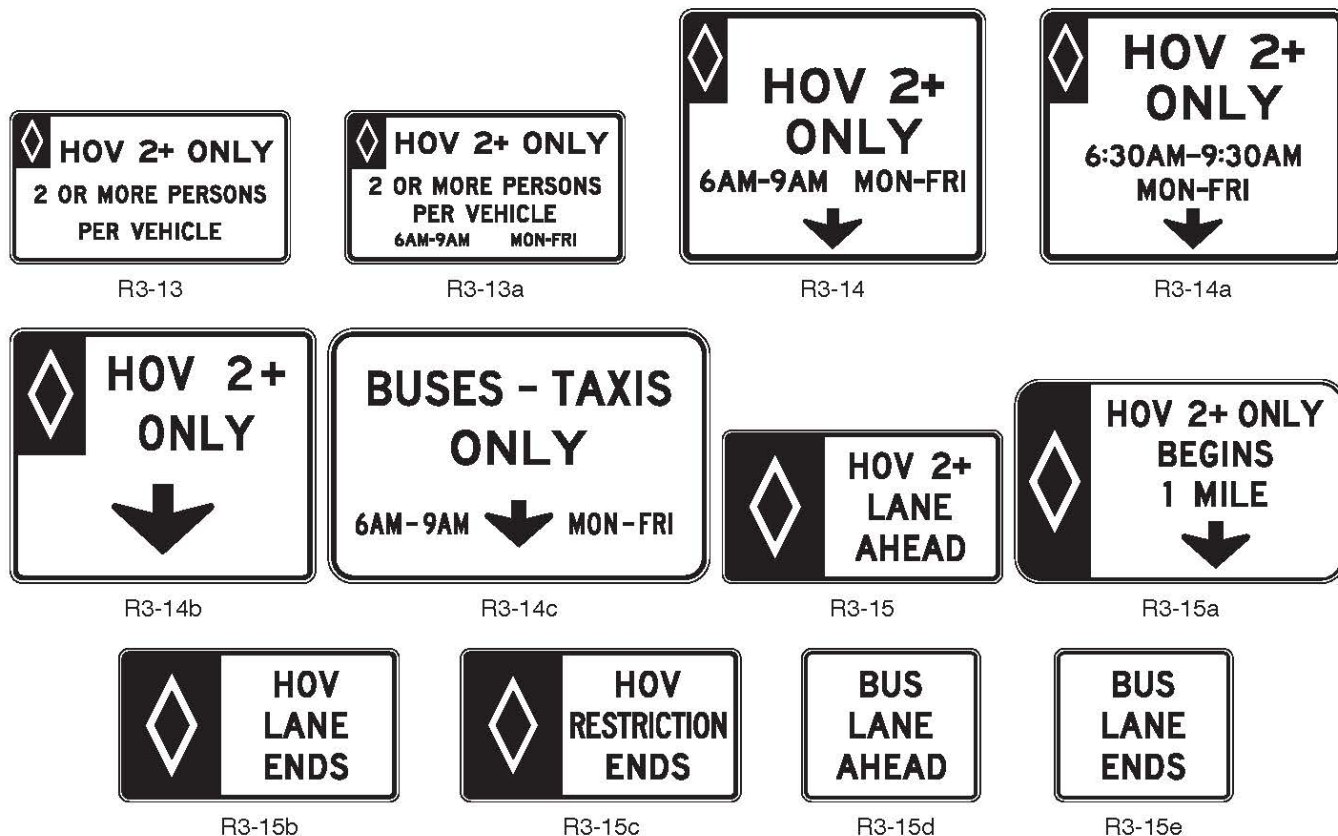 HOV 2+ ONLY
2 OR MORE PERSONS
PER VEHICLE
R3-13
HOV 2+ ONLY
2 OR MORE PERSONS
PER VEHICLE
6AM-9AM MON-FRI
R3-13a
HOV 2+
ONLY
6AM-9AM MON-FRI
R3-14
HOV 2+
ONLY
6:30AM-9:30AM
MON-FRI
R3-14a
HOV 2+
ONLY
R3-14b
BUSES - TAXIS
ONLY
6AM-9AM MON-FRI
R3-14c
HOV 2+
LANE
AHEAD
R3-15
HOV 2+ ONLY
BEGINS
1 MILE
R3-15a
HOV
LANE
ENDS
R3-15b
HOV
RESTRICTION
ENDS
R3-15c
BUS
LANE
AHEAD
R3-15d
BUS
LANE
ENDS
R3-15e